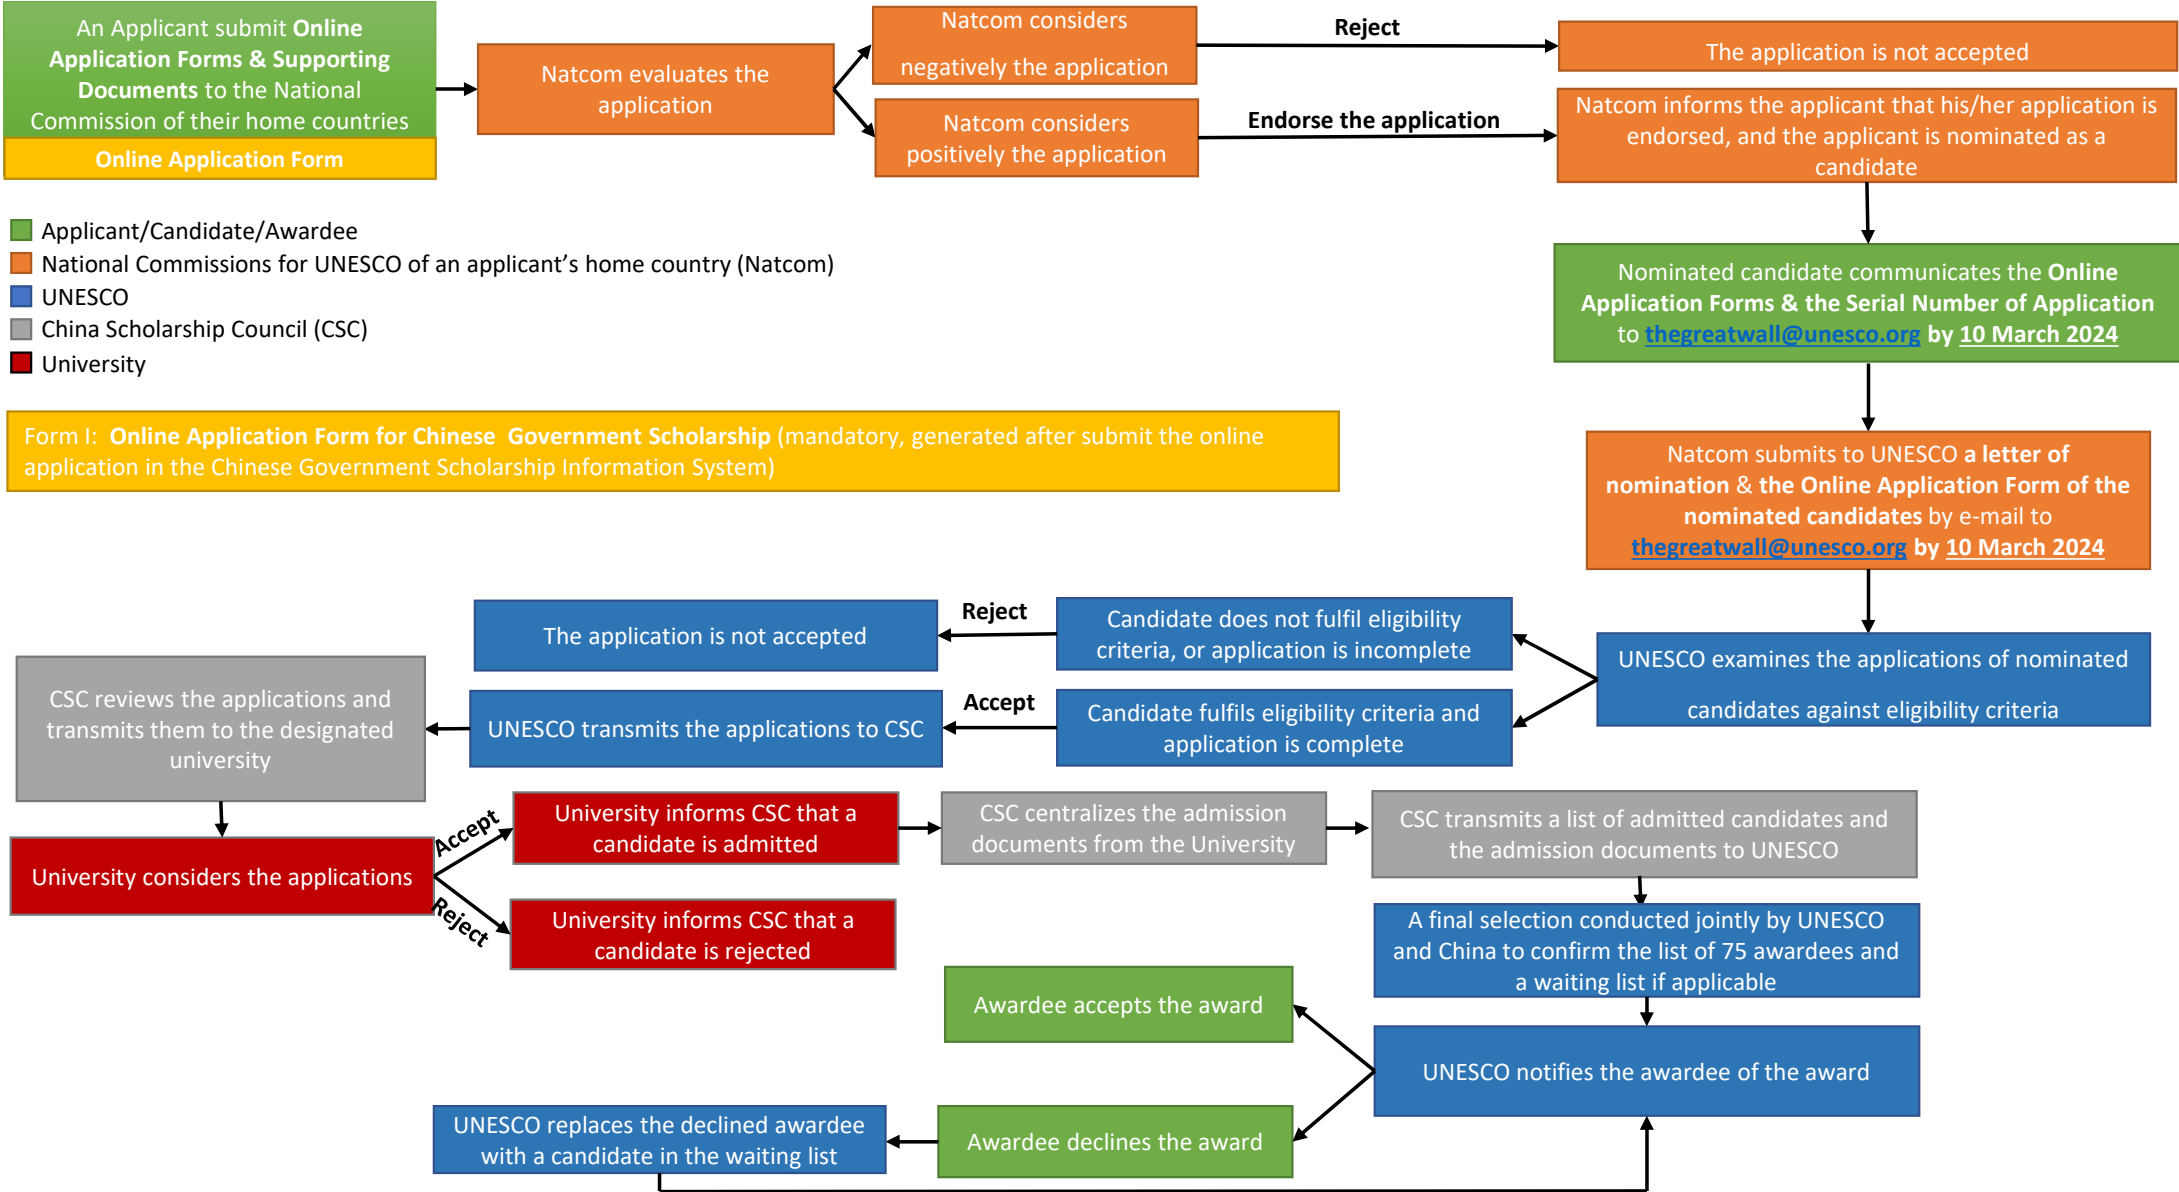 An Applicant submit Online
Application Forms & Supporting
Documents to the National
Commission of their home countries
Online Application Form
Natcom evaluates the
application
Natcom considers
negatively the application
Reject
The application is not accepted
Natcom considers
positively the application
Endorse the application
Natcom informs the applicant that his/her application is
endorsed, and the applicant is nominated as a
candidate
Applicant/Candidate/Awardee
National Commissions for UNESCO of an applicant’s home country (Natcom)
UNESCO
China Scholarship Council (CSC)
University
Nominated candidate communicates the Online
Application Forms & the Serial Number of Application
to thegreatwall@unesco.org by 10 March 2024
Form I:  Online Application Form for Chinese  Government Scholarship (mandatory, generated after submit the online
application in the Chinese Government Scholarship Information System)
Natcom submits to UNESCO a letter of
nomination & the Online Application Form of the
nominated candidates by e-mail to
thegreatwall@unesco.org by 10 March 2024
UNESCO examines the applications of nominated
candidates against eligibility criteria
Candidate does not fulfil eligibility
criteria, or application is incomplete
Reject
The application is not accepted
Candidate fulfils eligibility criteria and
application is complete
Accept
UNESCO transmits the applications to CSC
CSC reviews the applications and
transmits them to the designated
university
University considers the applications
Accept
University informs CSC that a
candidate is admitted
Reject
University informs CSC that a
candidate is rejected
CSC centralizes the admission
documents from the University
CSC transmits a list of admitted candidates and
the admission documents to UNESCO
A final selection conducted jointly by UNESCO
and China to confirm the list of 75 awardees and
a waiting list if applicable
UNESCO notifies the awardee of the award
Awardee accepts the award
Awardee declines the award
UNESCO replaces the declined awardee
with a candidate in the waiting list